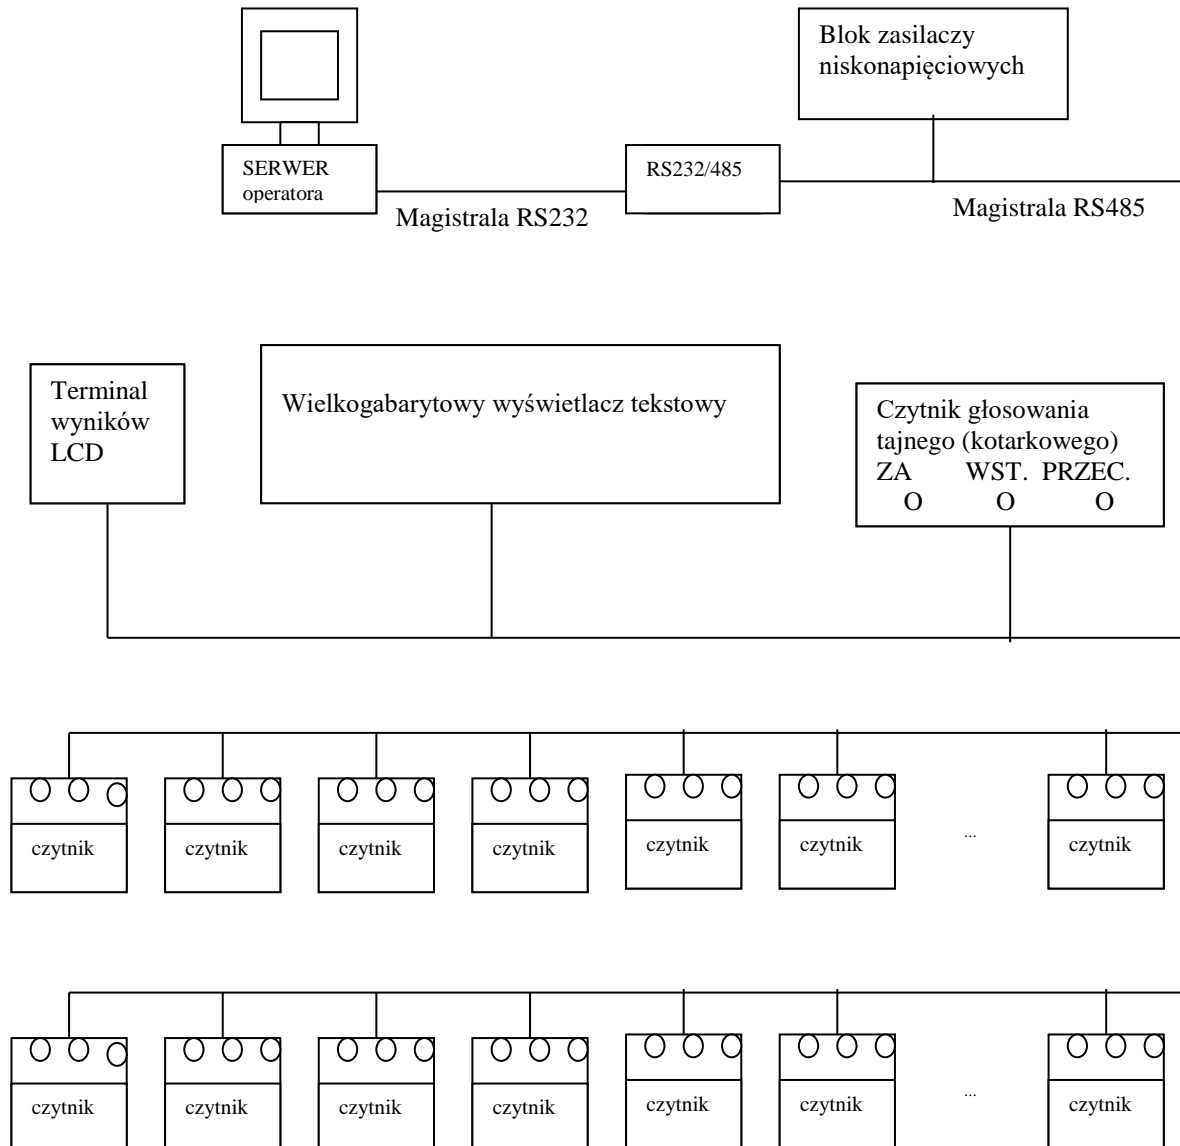 Blok zasilaczy
niskonapięciowych
SERWER
operatora
RS232/485
Magistrala RS232
Magistrala RS485
Terminal
wyników
LCD
Wielkogabarytowy wyświetlacz tekstowy
Czytnik głosowania
tajnego (kotarkowego)
ZA WST. PRZEC.
O O O
czytnik czytnik czytnik czytnik czytnik czytnik ... czytnik
czytnik czytnik czytnik czytnik czytnik czytnik ... czytnik